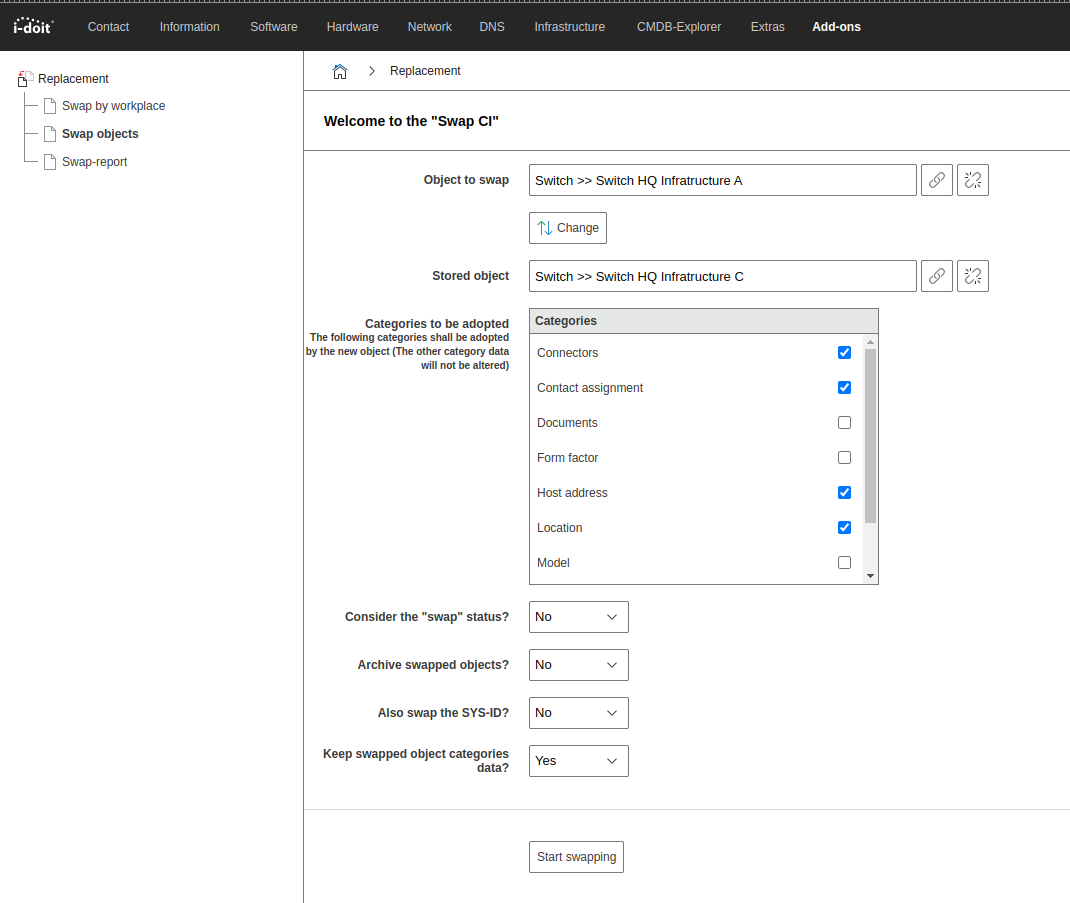 i-doit
Contact Information Software Hardware Network DNS Infrastructure CMDB-Explorer Extras Add-ons
Replacement
Swap by workplace
Swap objects
Swap-report
Replacement
Welcome to the "Swap CI"
Object to swap
Switch >> Switch HQ Infratructure A
Change
Stored object
Switch >> Switch HQ Infratructure C
Categories to be adopted
The following categories shall be adopted
by the new object (The other category data
will not be altered)
Categories
Connectors
Contact assignment
Documents
Form factor
Host address
Location
Model
Consider the "swap" status?
No
Archive swapped objects?
No
Also swap the SYS-ID?
No
Keep swapped object categories
data?
Yes
Start swapping